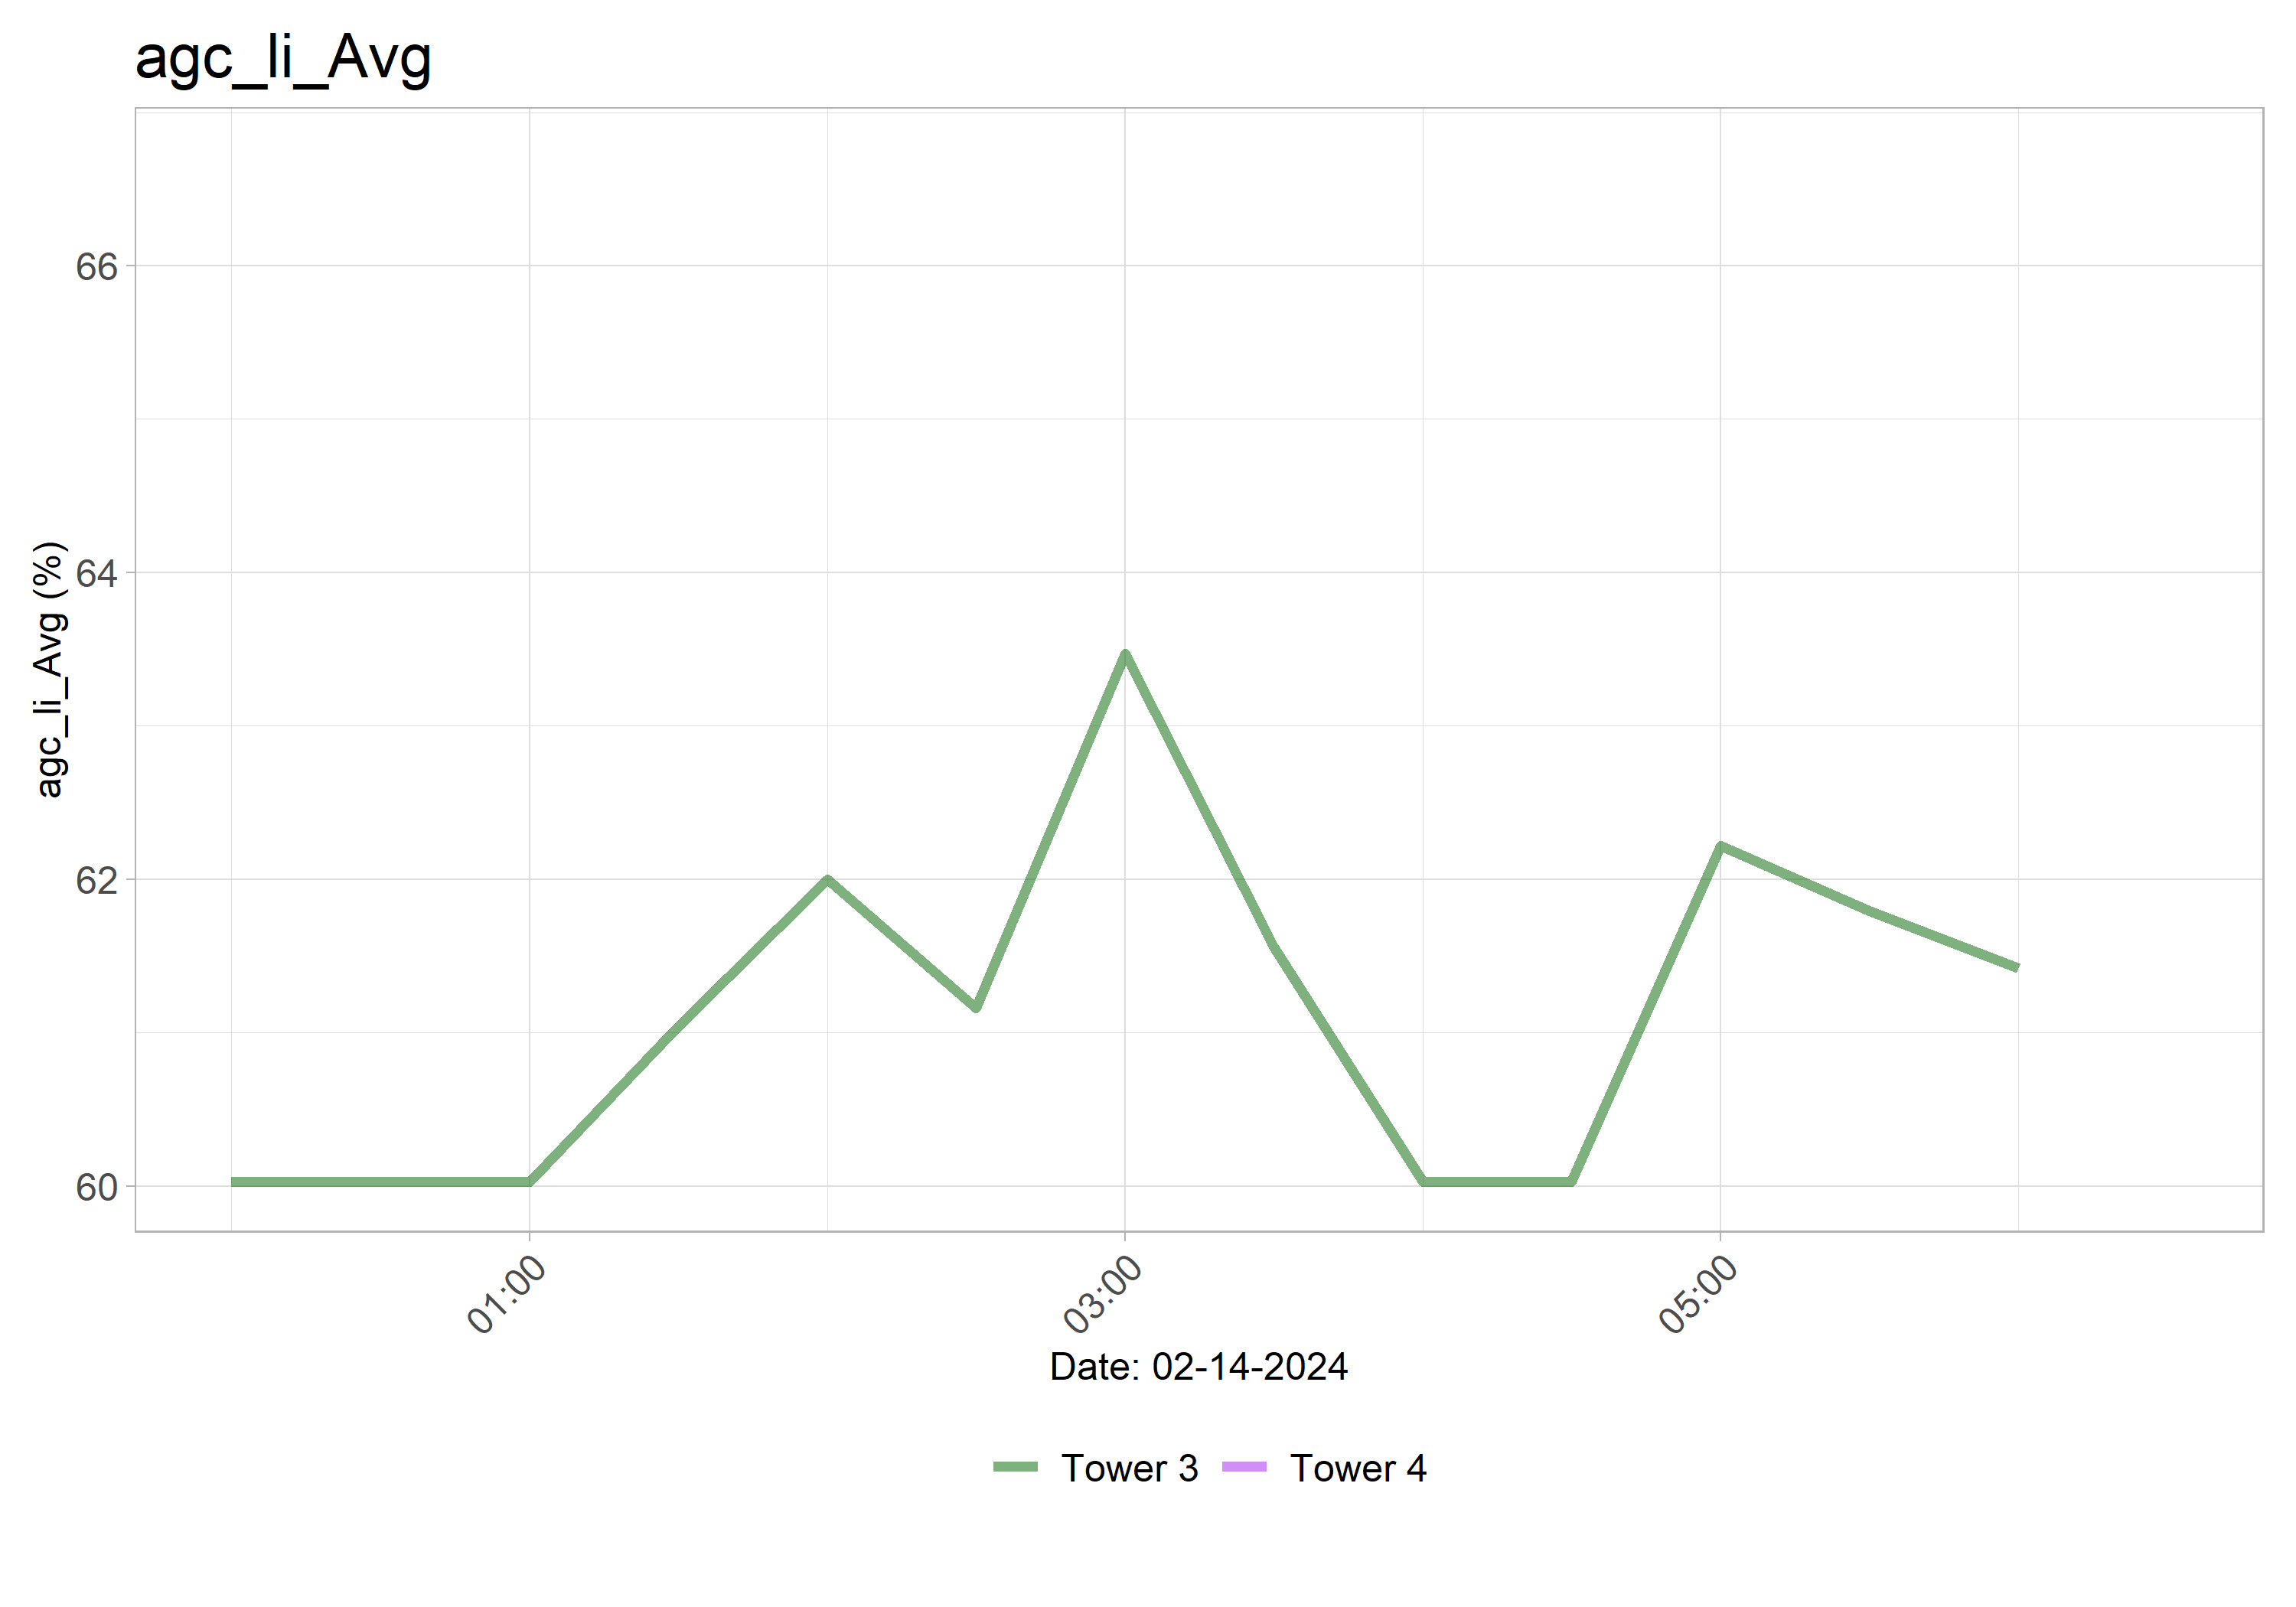 agc_li_Avg
agc_li_Avg (%)
66
64
62
60
01:00 03:00 05:00
Date: 02-14-2024
Tower 3 Tower 4